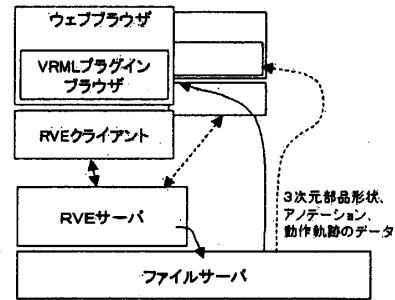 ウェブブラウザ
VRMLプラグイン
ブラウザ
RVEクライアント
RVEサーバ
3次元部品形状、
アノテーション、
動作軌跡のデータ
ファイルサーバ